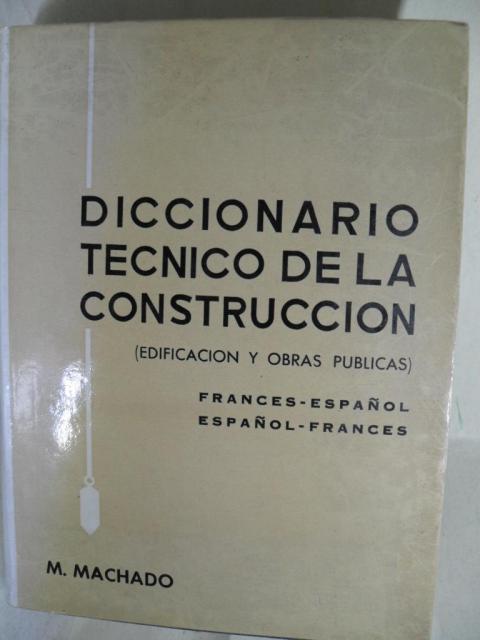 DICCIONARIO
TECNICO DE LA
CONSTRUCCION
(EDIFICACION Y OBRAS PUBLICAS)
FRANCES-ESPAÑOL
ESPAÑOL-FRANCES
M. MACHADO